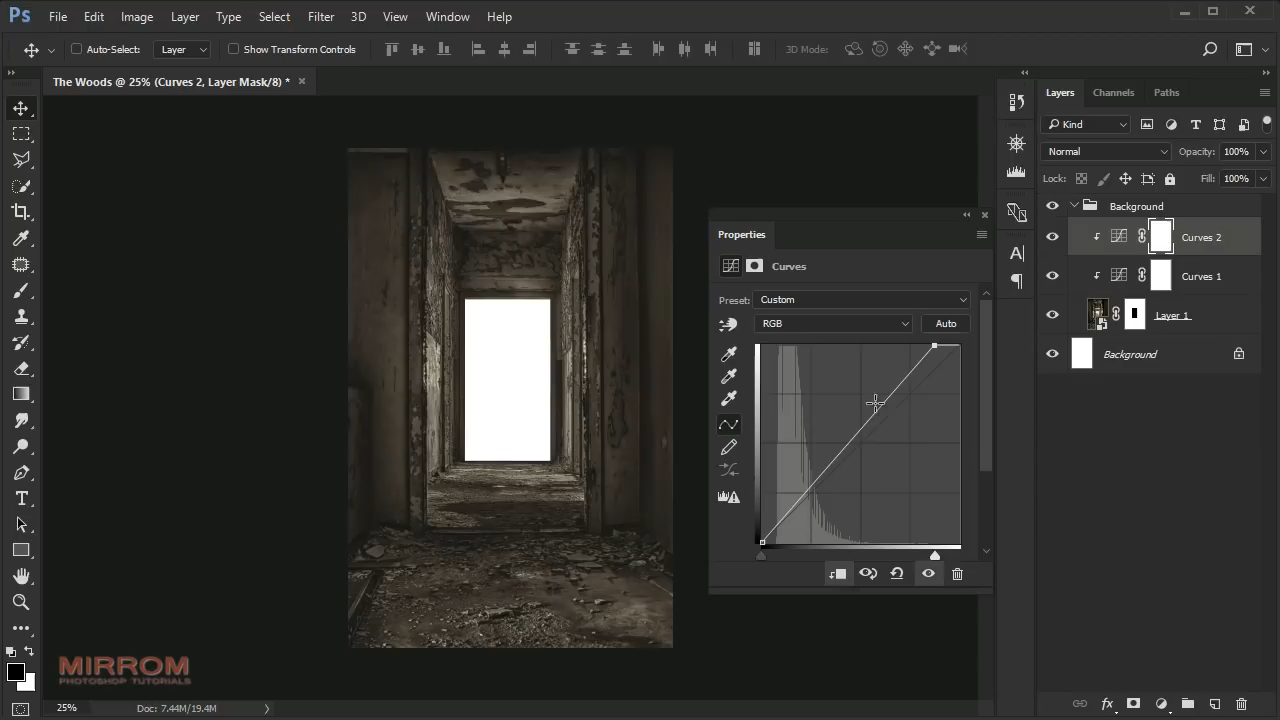 Ps File Edit Image Layer Type Select Filter 3D View Window Help
Auto-Select: Layer Show Transform Controls 3D Mode:
The Woods @ 25% (Curves 2, Layer Mask/8) *
Layers Channels Paths
Kind
Normal Opacity: 100%
Lock: Fill: 100%
Background
Curves 2
Curves 1
Layer 1
Background
Properties
Curves
Preset: Custom
RGB Auto
MIRROM
PHOTOSHOP TUTORIALS
25% Doc: 7.44M/19.4M